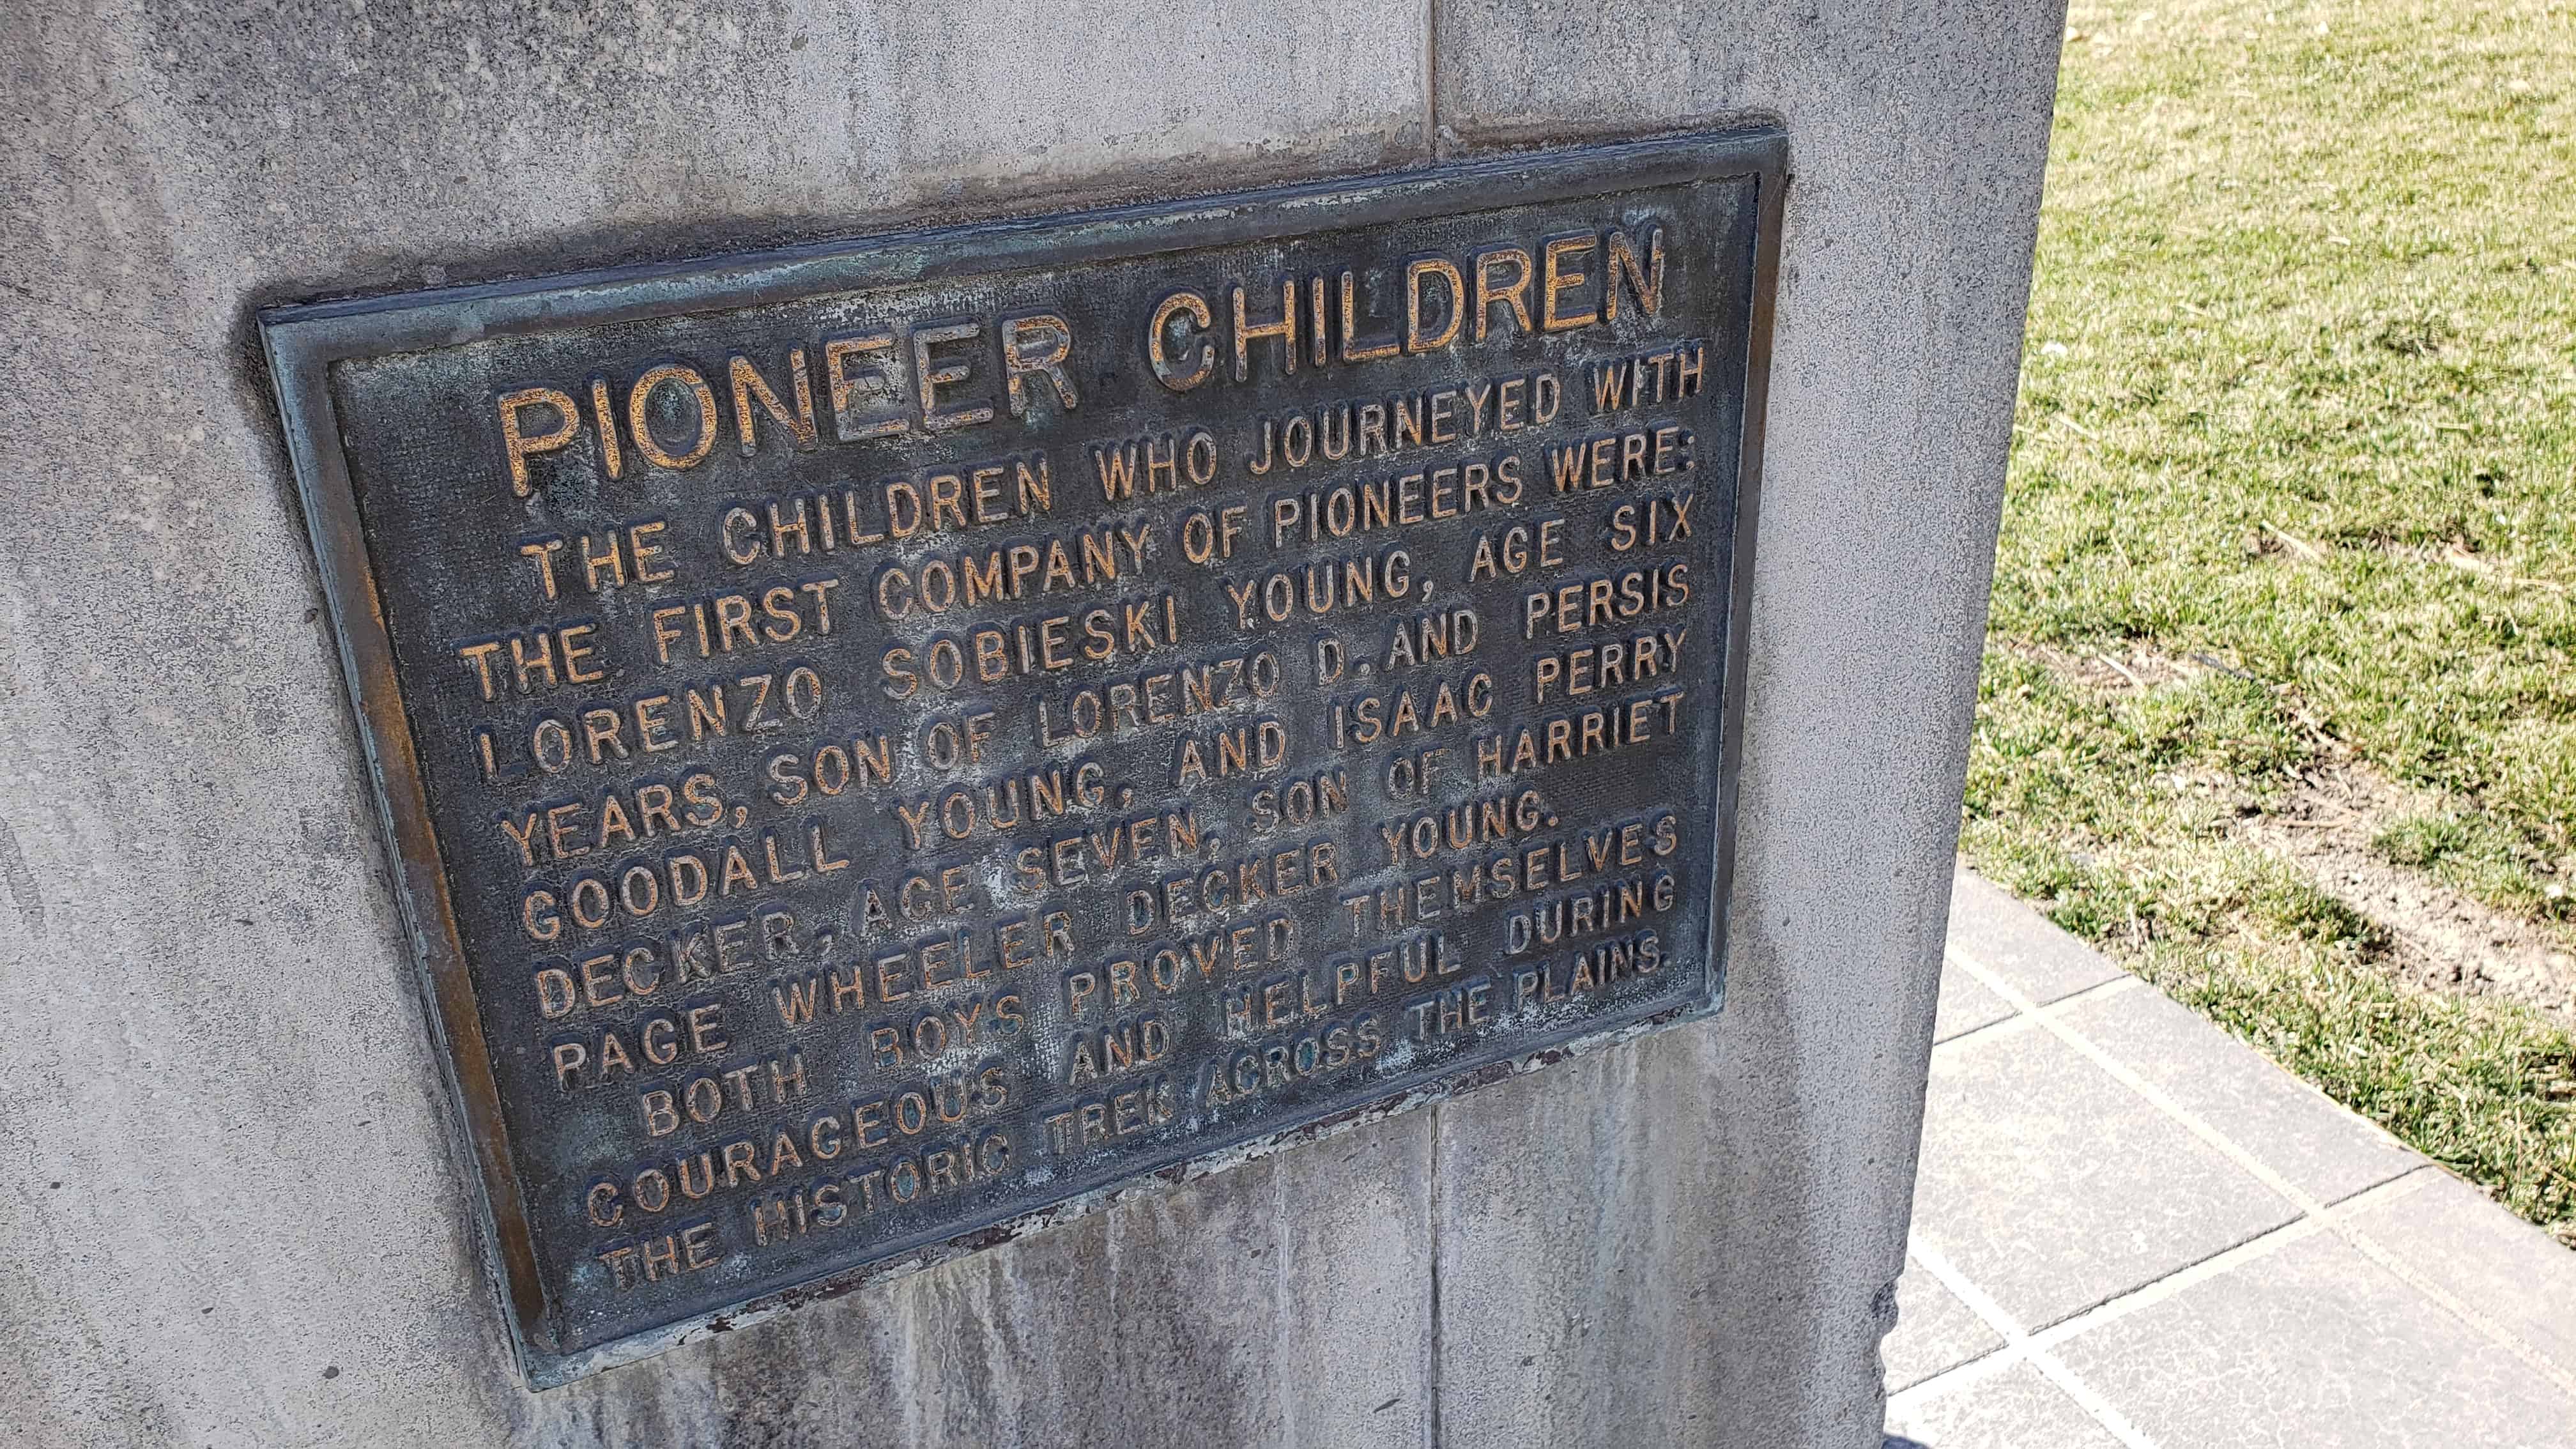 PIONEER CHILDREN
THE CHILDREN WHO JOURNEYED WITH
THE FIRST COMPANY OF PIONEERS WERE:
LORENZO SOBIESKI YOUNG, AGE SIX
YEARS, SON OF LORENZO D. AND PERSIS
GOODALL YOUNG, AND ISAAC PERRY
DECKER, AGE SEVEN, SON OF HARRIET
PAGE WHEELER DECKER YOUNG.
BOTH BOYS PROVED THEMSELVES
COURAGEOUS AND HELPFUL DURING
THE HISTORIC TREK ACROSS THE PLAINS.